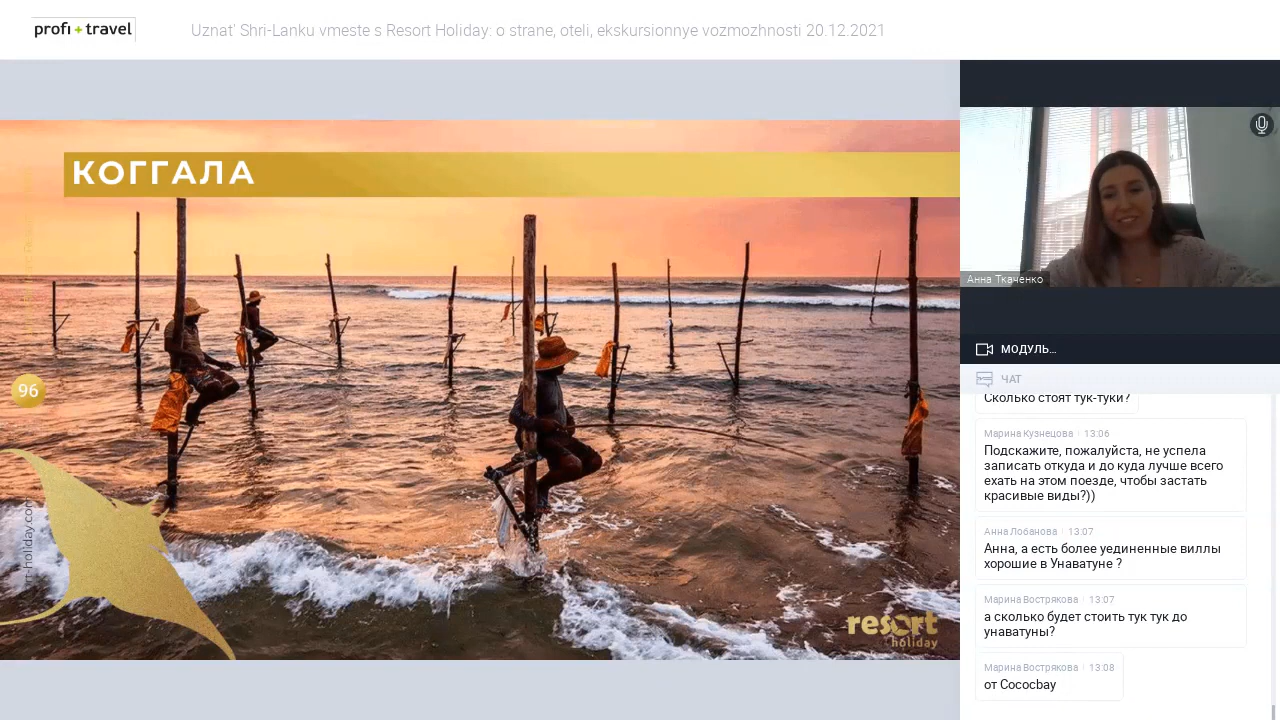 profi + travel
Uznat' Shri-Lanku vmeste s Resort Holiday: o strane, oteli, ekskursionnye vozmozhnosti 20.12.2021
КОГГАЛА
96
resort
holiday
Анна Ткаченко
МОДУЛЬ...
ЧАТ
Сколько стоят тук-туки?
Марина Кузнецова 13:06
Подскажите, пожалуйста, не успела
записать откуда и до куда лучше всего
ехать на этом поезде, чтобы застать
красивые виды?))
Анна Лобанова 13:07
Анна, а есть более уединенные виллы
хорошие в Унаватуне ?
Марина Вострякова 13:07
а сколько будет стоить тук тук до
унаватуны?
Марина Вострякова 13:08
от Cococbay